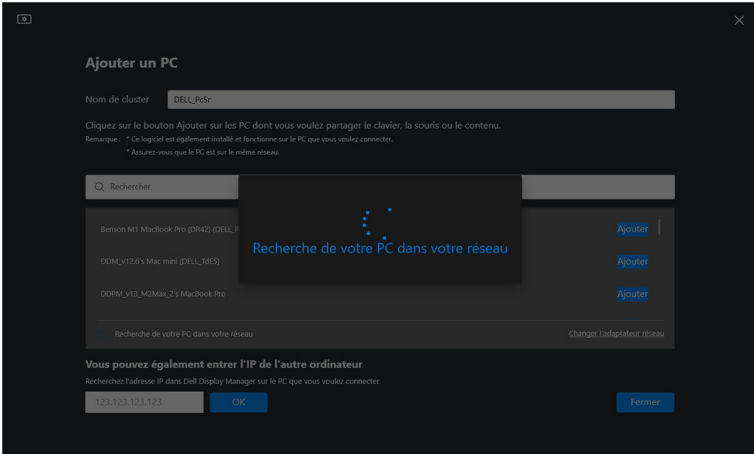 Ajouter un PC
Nom de cluster DELL_Pc5r
Cliquez sur le bouton Ajouter sur les PC dont vous voulez partager le clavier, la souris ou le contenu.
Remarque : * Ce logiciel est également installé et fonctionne sur le PC que vous voulez connecter.
* Assurez-vous que le PC est sur le même réseau.
Rechercher
Recherche de votre PC dans votre réseau
Benson M1 MacBook Pro (DR42) (DELL_ Ajouter
DDM_v12.6's Mac mini (DELL_TdE5) Ajouter
DDPM_v13_M2Max_2's MacBook Pro Ajouter
Recherche de votre PC dans votre réseau Changer l'adaptateur réseau
Vous pouvez également entrer l'IP de l'autre ordinateur
Recherchez l'adresse IP dans Dell Display Manager sur le PC que vous voulez connecter
123.123.123.123 OK Fermer